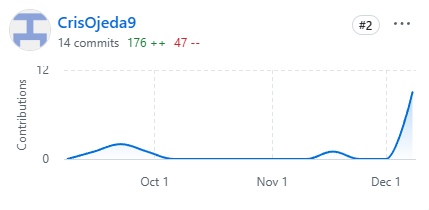 CrisOjeda9
#2
14 commits 176 ++ 47 --
Contributions
12
0
Oct 1 Nov 1 Dec 1